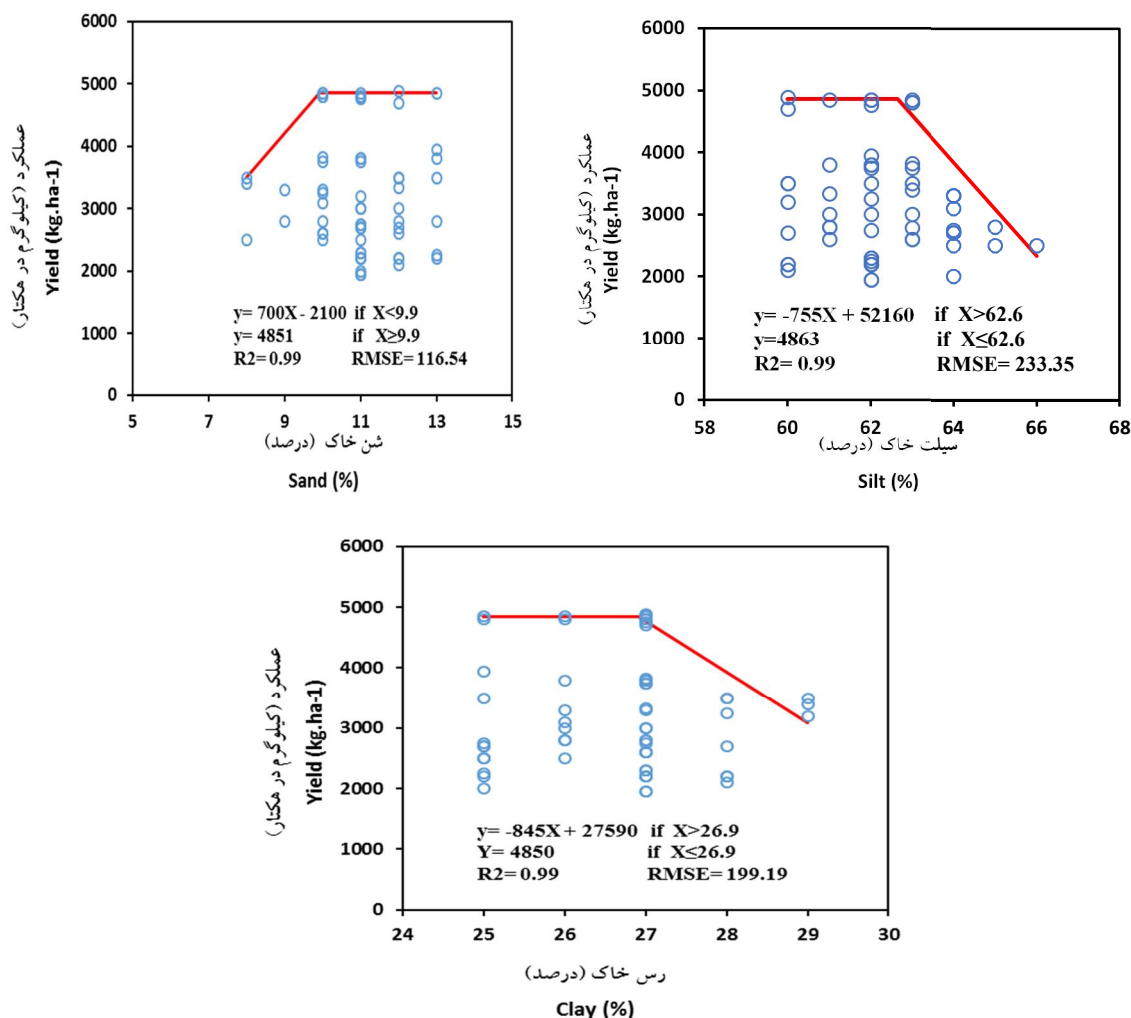 6000
5000
4000
3000
2000
1000
0
عملکرد (کیلوگرم در هکتار)
Yield (kg.ha-1)
y= 700X - 2100 if X<9.9
y= 4851 if X≥9.9
R2= 0.99 RMSE= 116.54
5 7 9 11 13 15
شن خاک (درصد)
Sand (%)
6000
5000
4000
3000
2000
1000
0
عملکرد (کیلوگرم در هکتار)
Yield (kg.ha-1)
y= -755X + 52160 if X>62.6
y=4863 if X≤62.6
R2= 0.99 RMSE= 233.35
58 60 62 64 66 68
سیلت خاک (درصد)
Silt (%)
6000
5000
4000
3000
2000
1000
0
عملکرد (کیلوگرم در هکتار)
Yield (kg.ha-1)
y= -845X + 27590 if X>26.9
Y= 4850 if X≤26.9
R2= 0.99 RMSE= 199.19
24 25 26 27 28 29 30
رس خاک (درصد)
Clay (%)